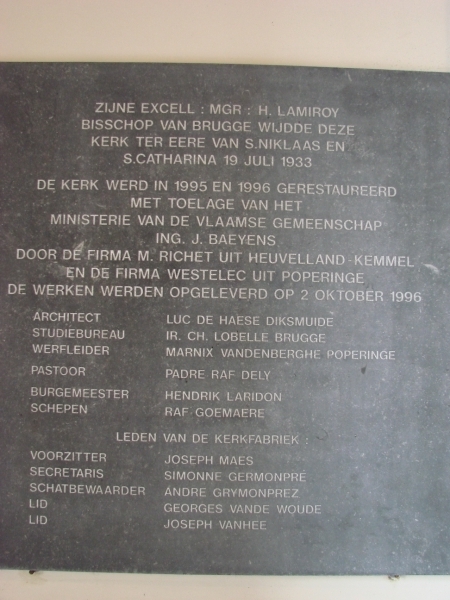 ZIJNE EXCELL : MGR : H. LAMIROY
BISSCHOP VAN BRUGGE WIJDDE DEZE
KERK TER EERE VAN S.NIKLAAS EN
S.CATHARINA 19 JULI 1933
DE KERK WERD IN 1995 EN 1996 GERESTAUREERD
MET TOELAGE VAN HET
MINISTERIE VAN DE VLAAMSE GEMEENSCHAP
ING. J. BAEYENS
DOOR DE FIRMA M. RICHET UIT HEUVELLAND-KEMMEL
EN DE FIRMA WESTELEC UIT POPERINGE
DE WERKEN WERDEN OPGELEVERD OP 2 OKTOBER 1996
ARCHITECT LUC DE HAESE DIKSMUIDE
STUDIEBUREAU IR. CH. LOBELLE BRUGGE
WERFLEIDER MARNIX VANDENBERGHE POPERINGE
PASTOOR PADRE RAF DELY
BURGEMEESTER HENDRIK LARIDON
SCHEPEN RAF GOEMAERE
LEDEN VAN DE KERKFABRIEK :
VOORZITTER JOSEPH MAES
SECRETARIS SIMONNE GERMONPRE
SCHATBEWAARDER ANDRE GRYMONPREZ
LID GEORGES VANDE WOUDE
LID JOSEPH VANHEE